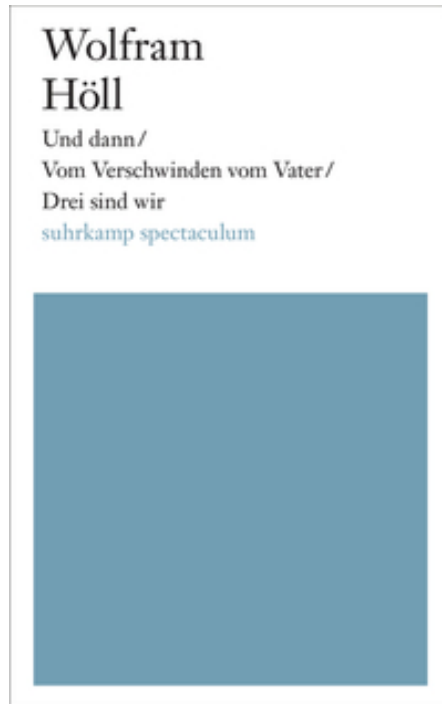 Wolfram
Höll
Und dann/
Vom Verschwinden vom Vater/
Drei sind wir
suhrkamp spectaculum